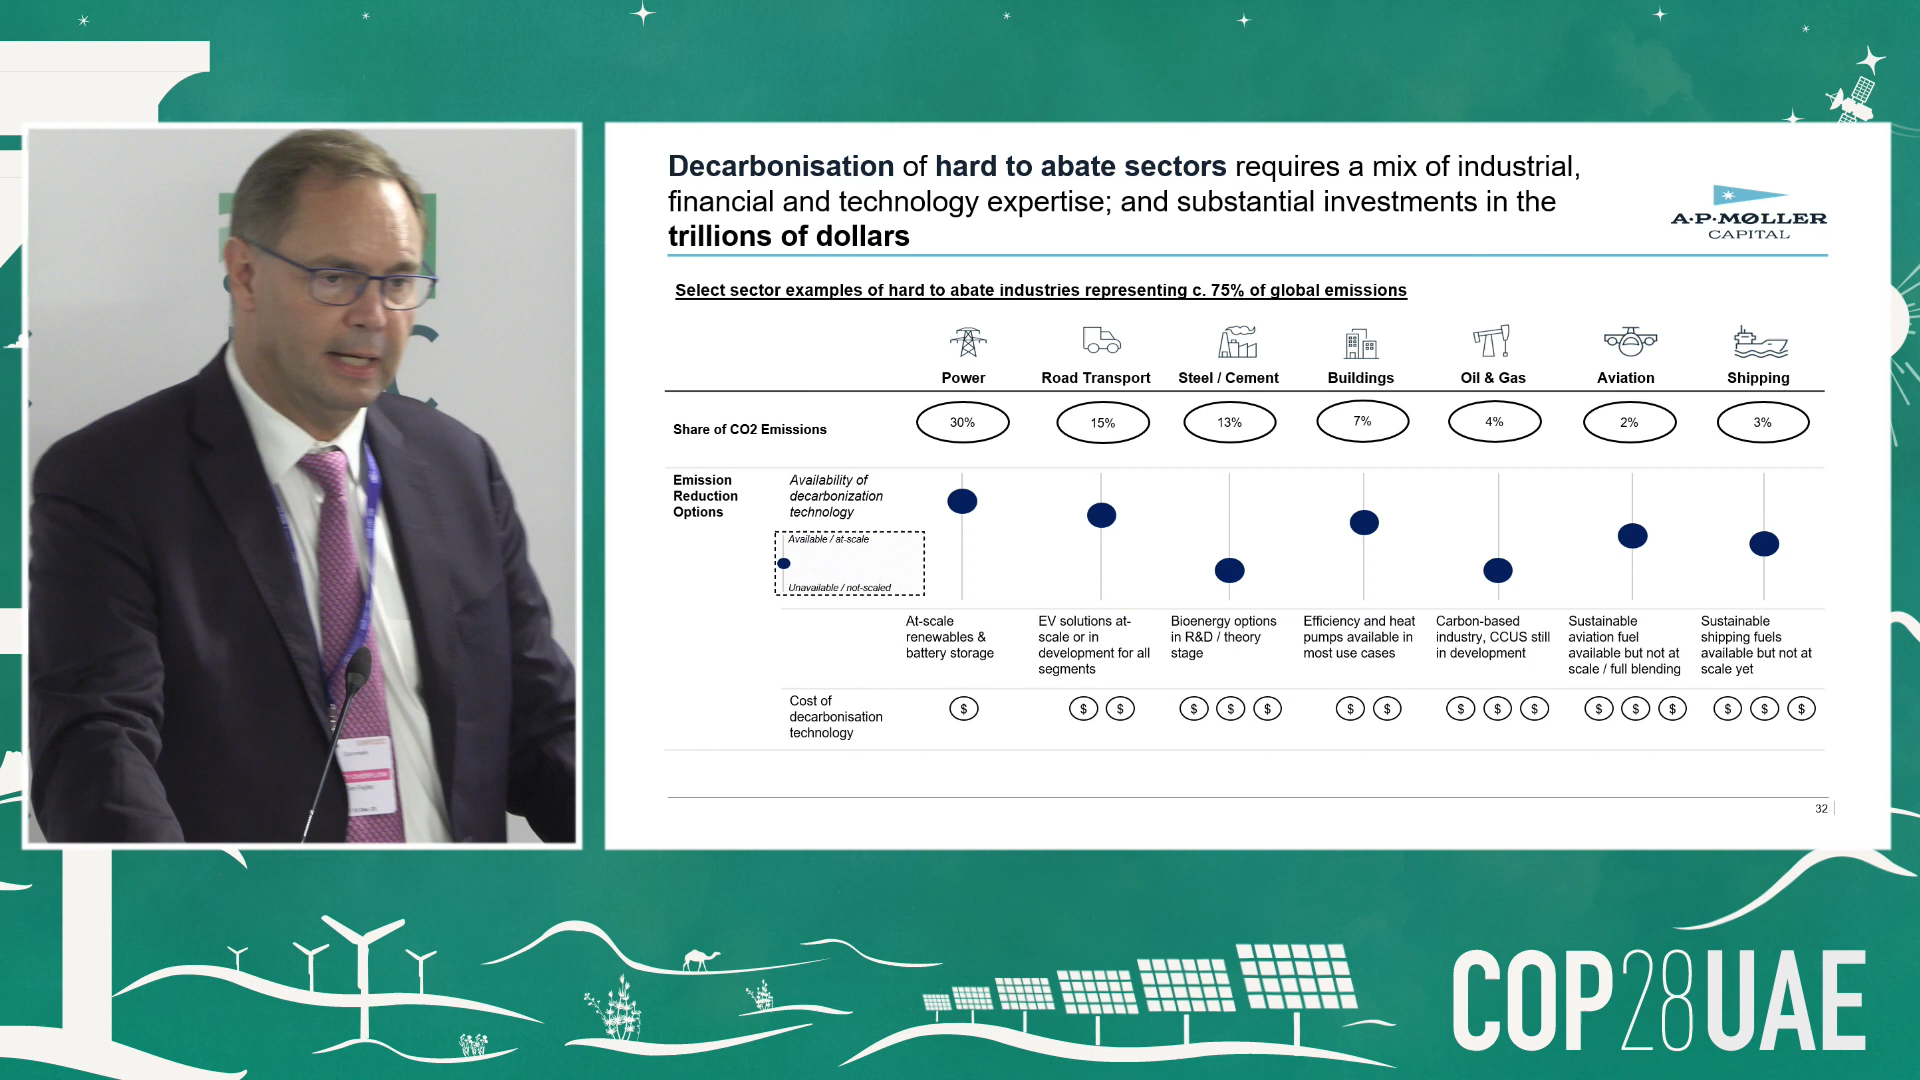 Decarbonisation of hard to abate sectors requires a mix of industrial,
financial and technology expertise; and substantial investments in the
trillions of dollars
A·P·MØLLER
CAPITAL
Select sector examples of hard to abate industries representing c. 75% of global emissions
Power Road Transport Steel / Cement Buildings Oil & Gas Aviation Shipping
Share of CO2 Emissions 30% 15% 13% 7% 4% 2% 3%
Emission
Reduction
Options
Availability of
decarbonization
technology
Available / at-scale
Unavailable / not-scaled
At-scale
renewables &
battery storage
EV solutions at-
scale or in
development for all
segments
Bioenergy options
in R&D / theory
stage
Efficiency and heat
pumps available in
most use cases
Carbon-based
industry, CCUS still
in development
Sustainable
aviation fuel
available but not at
scale / full blending
Sustainable
shipping fuels
available but not at
scale yet
Cost of
decarbonisation
technology
$ $ $ $ $ $ $ $ $ $ $ $ $ $ $ $ $
32
COP28UAE